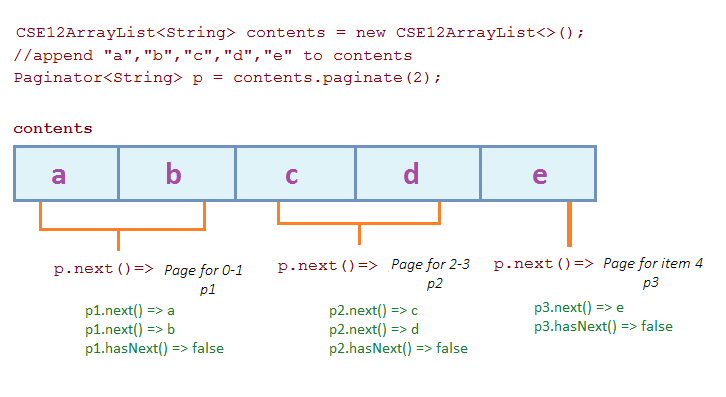 CSE12ArrayList<String> contents = new CSE12ArrayList<>();
//append "a","b","c","d","e" to contents
Paginator<String> p = contents.paginate(2);
contents
a b c d e
p.next()=> Page for 0-1
p1
p1.next() => a
p1.next() => b
p1.hasNext() => false
p.next()=> Page for 2-3
p2
p2.next() => c
p2.next() => d
p2.hasNext() => false
p.next()=> Page for item 4
p3
p3.next() => e
p3.hasNext() => false